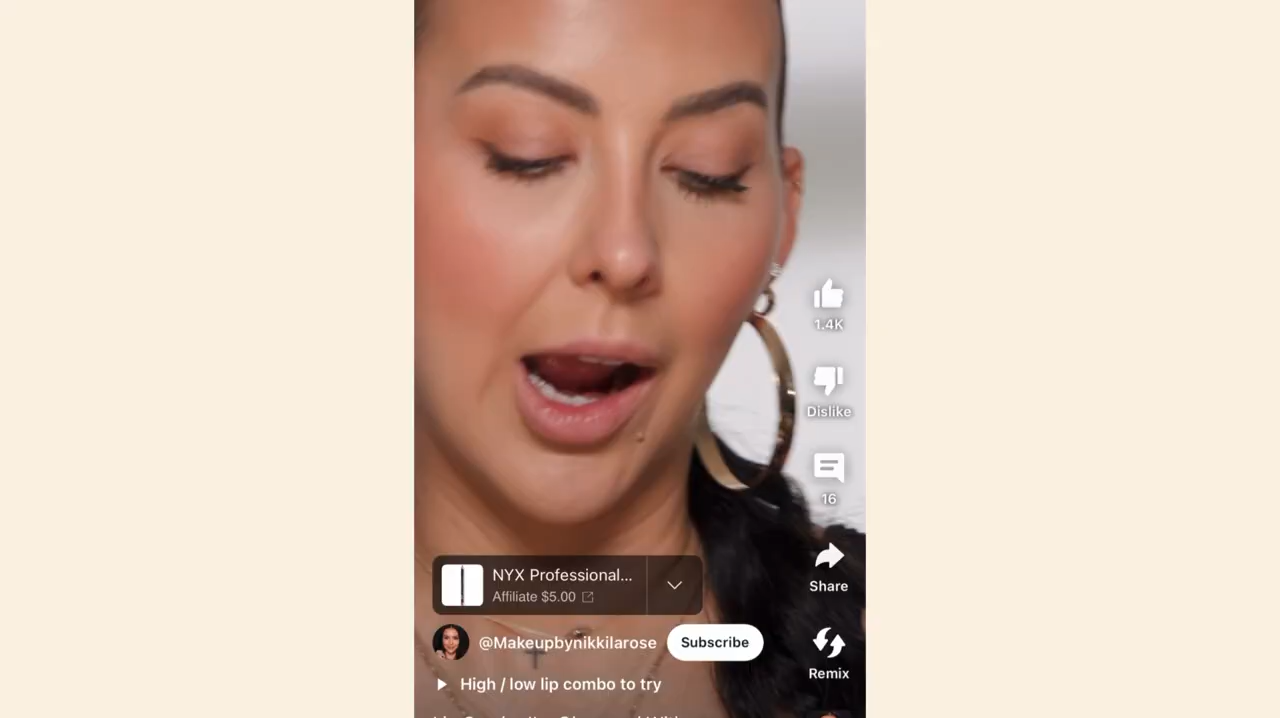 1.4K
Dislike
16
NYX Professional...
Affiliate $5.00
Share
@Makeupbynikkilarose
Subscribe
Remix
High / low lip combo to try